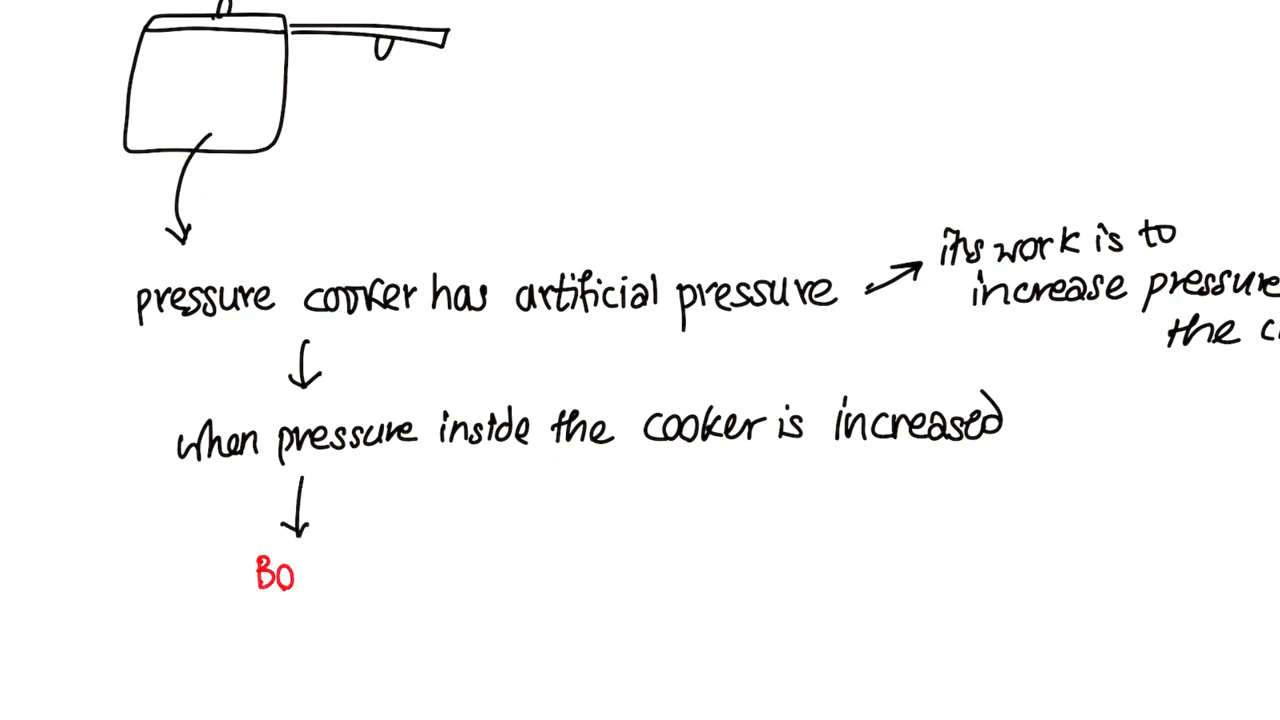 its work is to
pressure cooker has artificial pressure
increase pressure
the
when pressure inside the cooker is increased
Bo